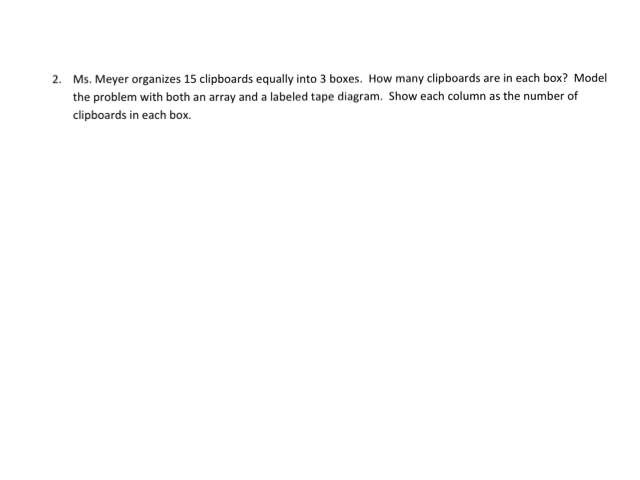 2. Ms. Meyer organizes 15 clipboards equally into 3 boxes. How many clipboards are in each box? Model
the problem with both an array and a labeled tape diagram. Show each column as the number of
clipboards in each box.